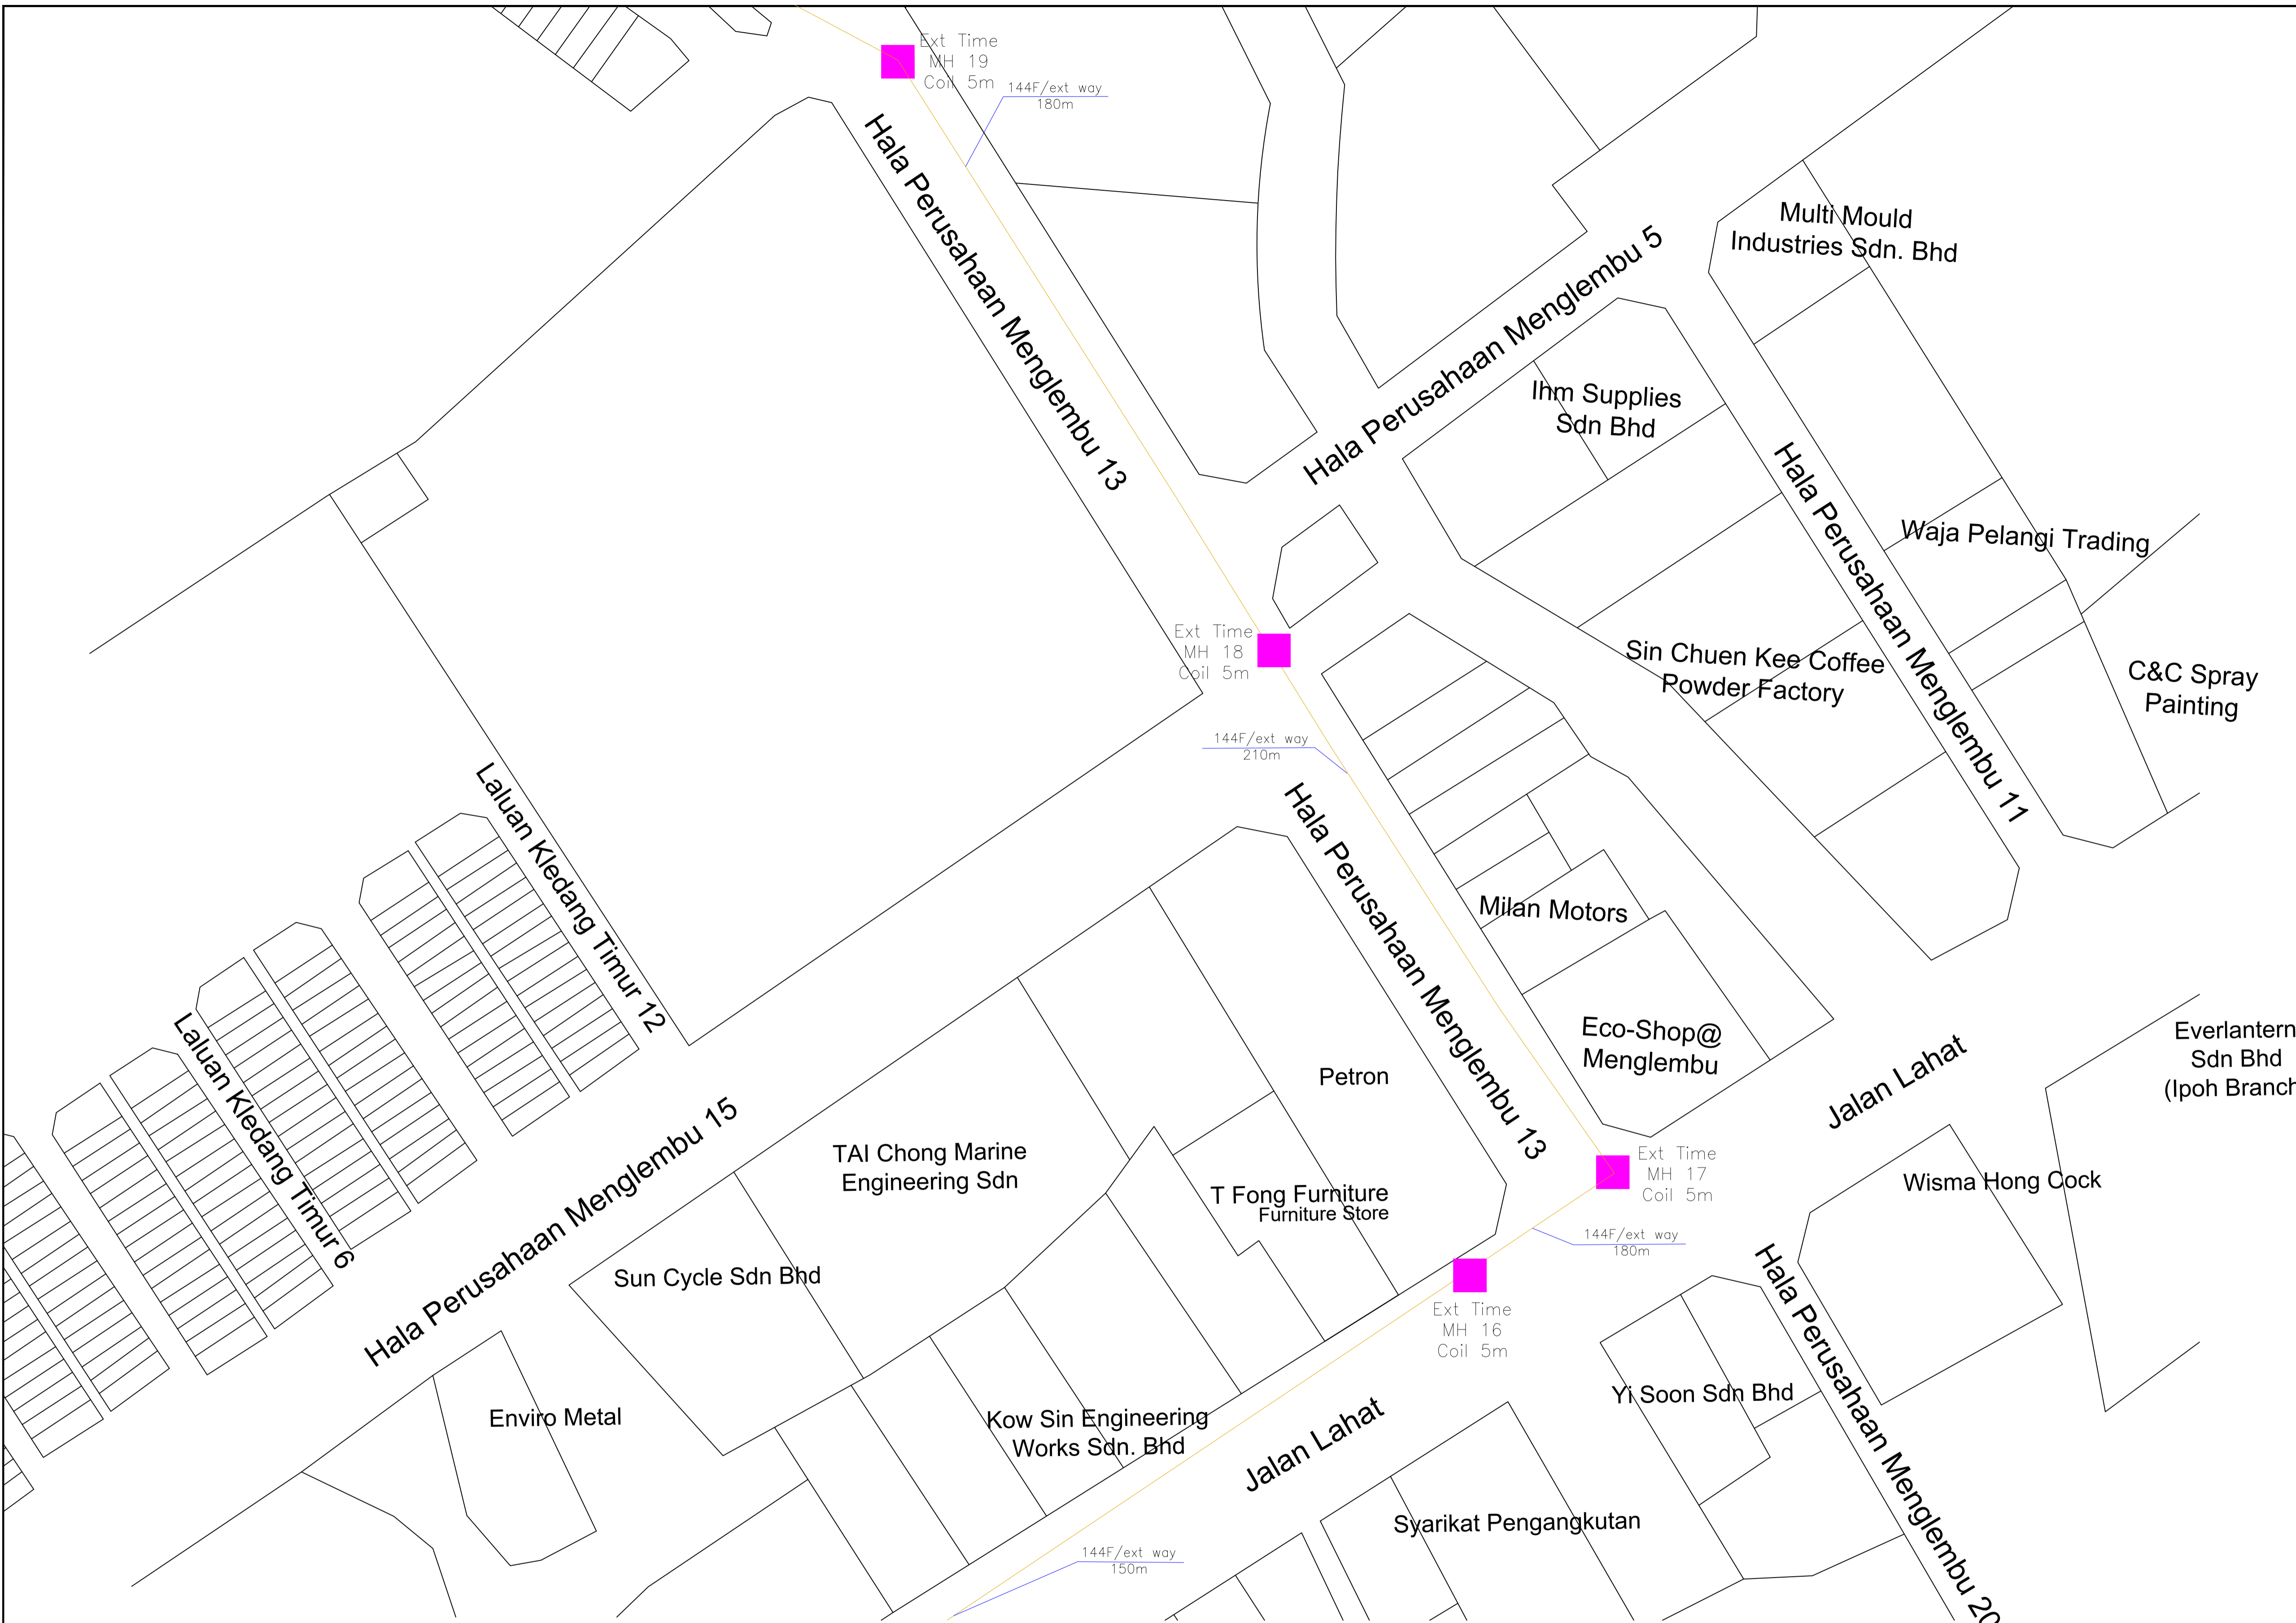 Ext Time
MH 19
Coil 5m
144F/ext way
180m
Hala Perusahaan Menglembu 13
Multi Mould
Industries Sdn. Bhd
Hala Perusahaan Menglembu 5
Ihm Supplies
Sdn Bhd
Hala Perusahaan Menglembu 11
Waja Pelangi Trading
Ext Time
MH 18
Coil 5m
Sin Chuen Kee Coffee
Powder Factory
C&C Spray
Painting
144F/ext way
210m
Laluan Kledang Timur 12
Hala Perusahaan Menglembu 13
Milan Motors
Eco-Shop@
Menglembu
Everlantern
Sdn Bhd
(Ipoh Branch
Jalan Lahat
Laluan Kledang Timur 6
Petron
Hala Perusahaan Menglembu 15
TAI Chong Marine
Engineering Sdn
T Fong Furniture
Furniture Store
Ext Time
MH 17
Coil 5m
Wisma Hong Cock
144F/ext way
180m
Sun Cycle Sdn Bhd
Ext Time
MH 16
Coil 5m
Hala Perusahaan Menglembu 20
Yi Soon Sdn Bhd
Enviro Metal
Kow Sin Engineering
Works Sdn. Bhd
Jalan Lahat
Syarikat Pengangkutan
144F/ext way
150m